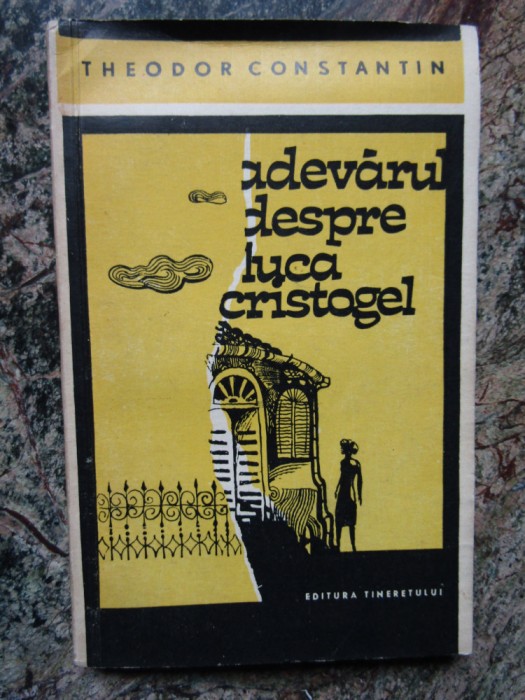 THEODOR CONSTANTIN
adevărul
despre
luca
cristogel
EDITURA TINERETULUI